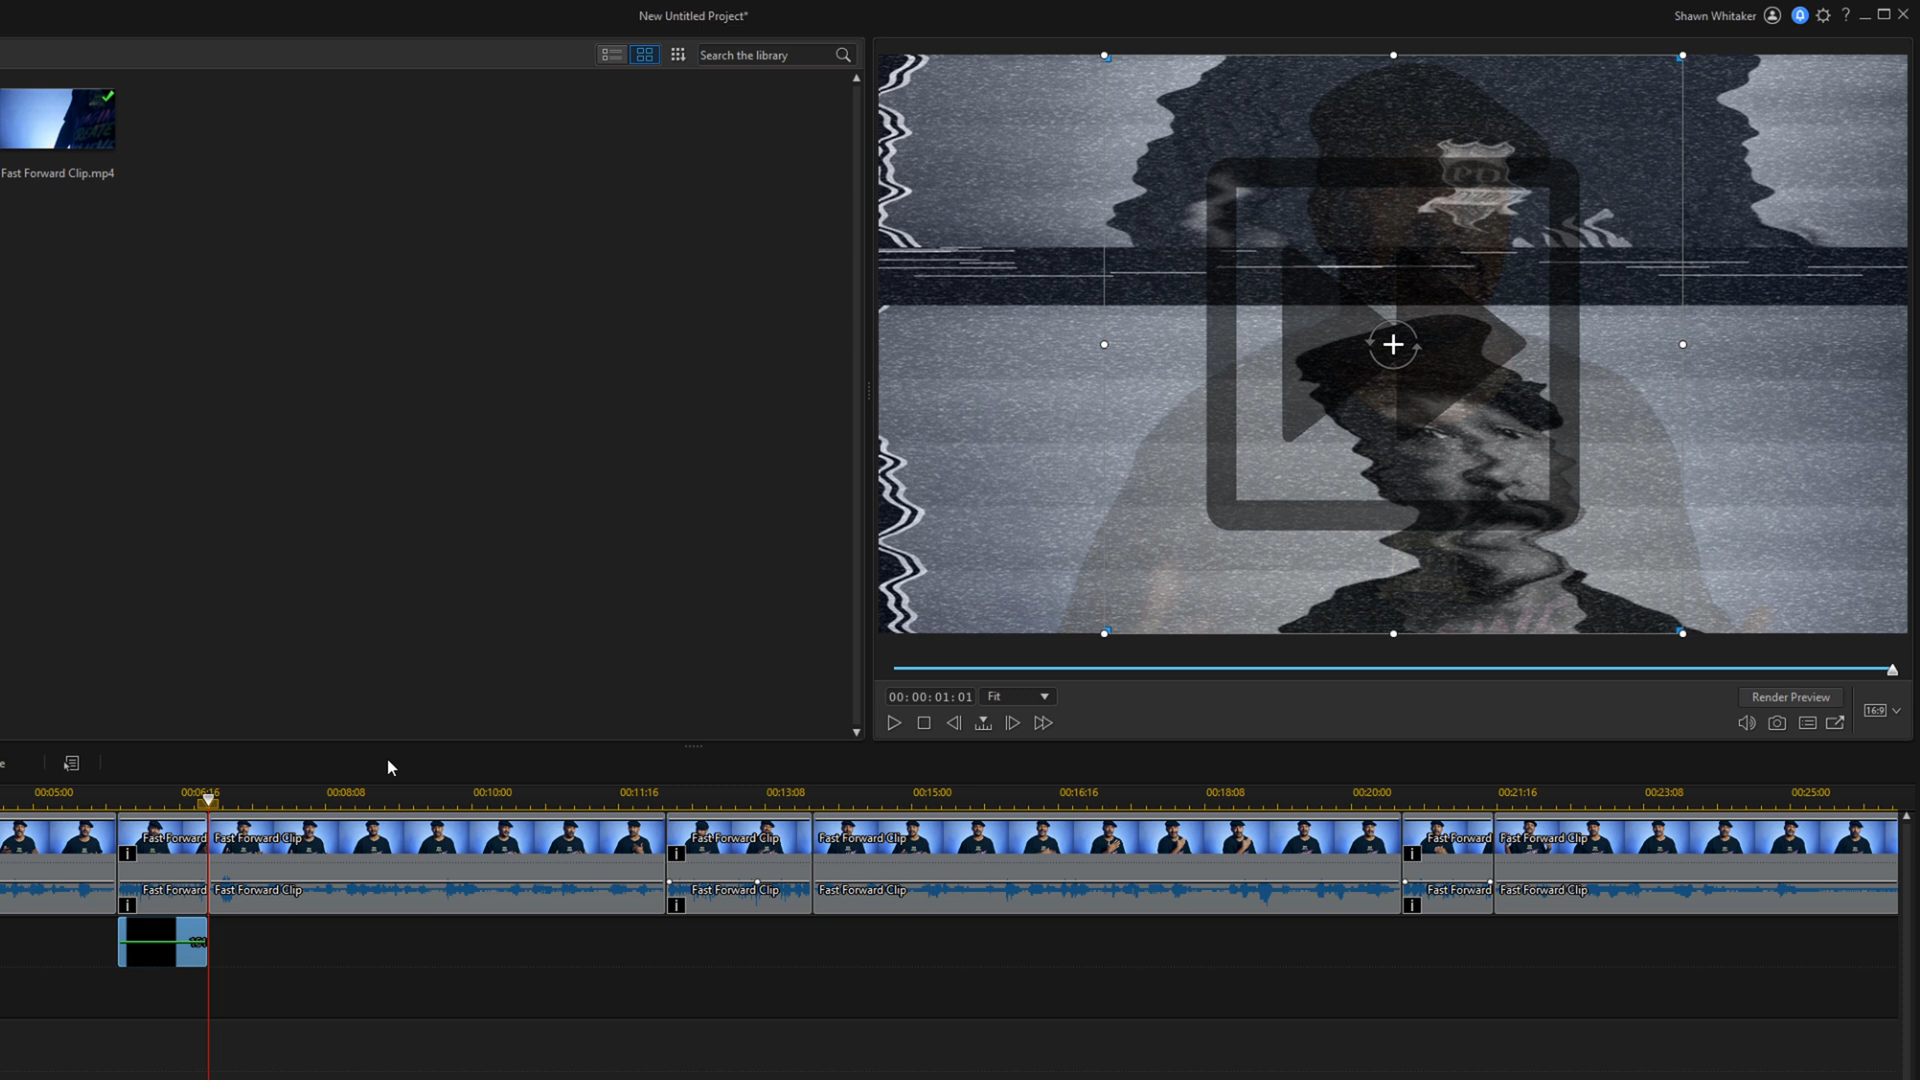 New Untitled Project*
Shawn Whitaker
?
Search the library
Fast Forward Clip.mp4
00:00:01:01
Fit
Render Preview
16:9
e
00:05:00
00:06:16
00:08:08
00:10:00
00:11:16
00:13:08
00:15:00
00:16:16
00:18:08
00:20:00
00:21:16
00:23:08
00:25:00
Fast Forward
Fast Forward Clip
Fast Forward Clip
Fast Forward Clip
Fast Forward
Fast Forward Clip
i
i
i
Fast Forward
Fast Forward Clip
Fast Forward Clip
Fast Forward Clip
Fast Forward
Fast Forward Clip
i
i
i